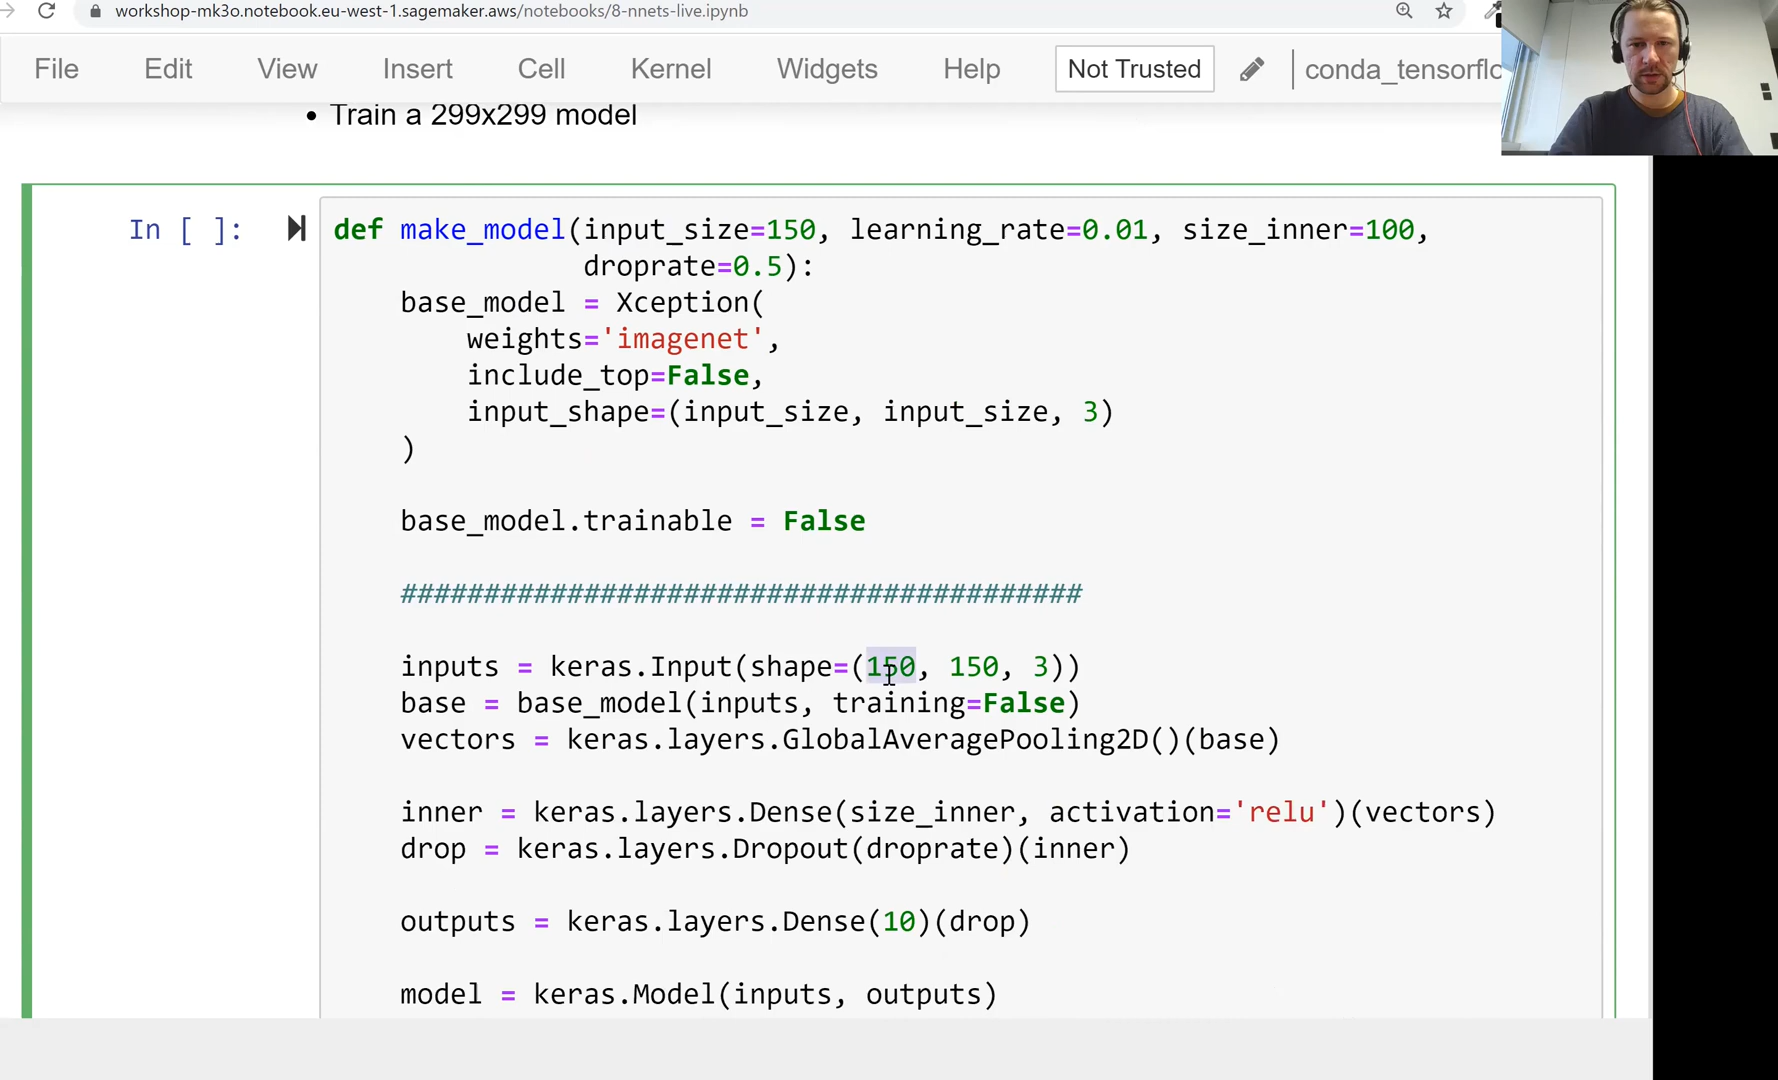 workshop-mk3o.notebook.eu-west-1.sagemaker.aws/notebooks/8-nnets-live.ipynb
File Edit View Insert Cell Kernel Widgets Help Not Trusted conda_tensorflo
• Train a 299x299 model
In [ ]: def make_model(input_size=150, learning_rate=0.01, size_inner=100,
droprate=0.5):
base_model = Xception(
weights='imagenet',
include_top=False,
input_shape=(input_size, input_size, 3)
)
base_model.trainable = False
#########################################
inputs = keras.Input(shape=(150, 150, 3))
base = base_model(inputs, training=False)
vectors = keras.layers.GlobalAveragePooling2D()(base)
inner = keras.layers.Dense(size_inner, activation='relu')(vectors)
drop = keras.layers.Dropout(droprate)(inner)
outputs = keras.layers.Dense(10)(drop)
model = keras.Model(inputs, outputs)